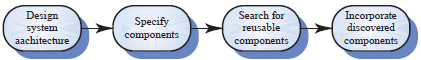 Design
system
aachitecture
Specify
components
Search for
reusable
components
Incorporate
discovered
components